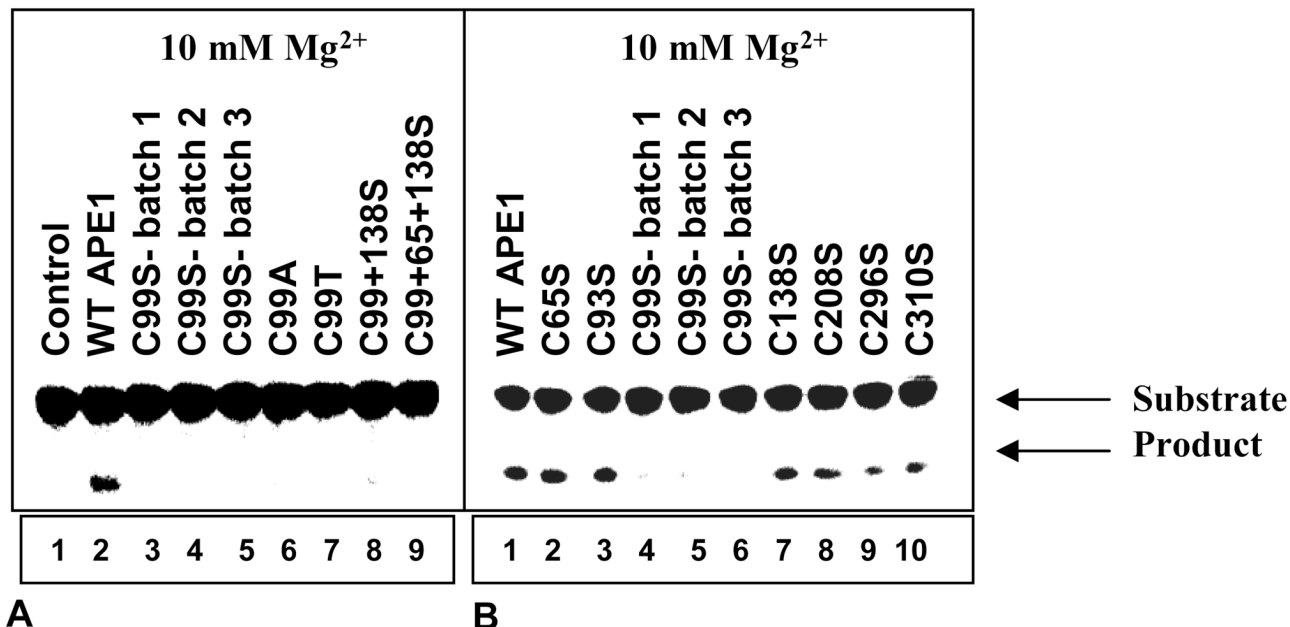 10 mM Mg²⁺
Control
WT APE1
C99S- batch 1
C99S- batch 2
C99S- batch 3
C99A
C99T
C99+138S
C99+65+138S
1 2 3 4 5 6 7 8 9
A
10 mM Mg²⁺
WT APE1
C65S
C93S
C99S- batch 1
C99S- batch 2
C99S- batch 3
C138S
C208S
C296S
C310S
1 2 3 4 5 6 7 8 9 10
B
Substrate
Product